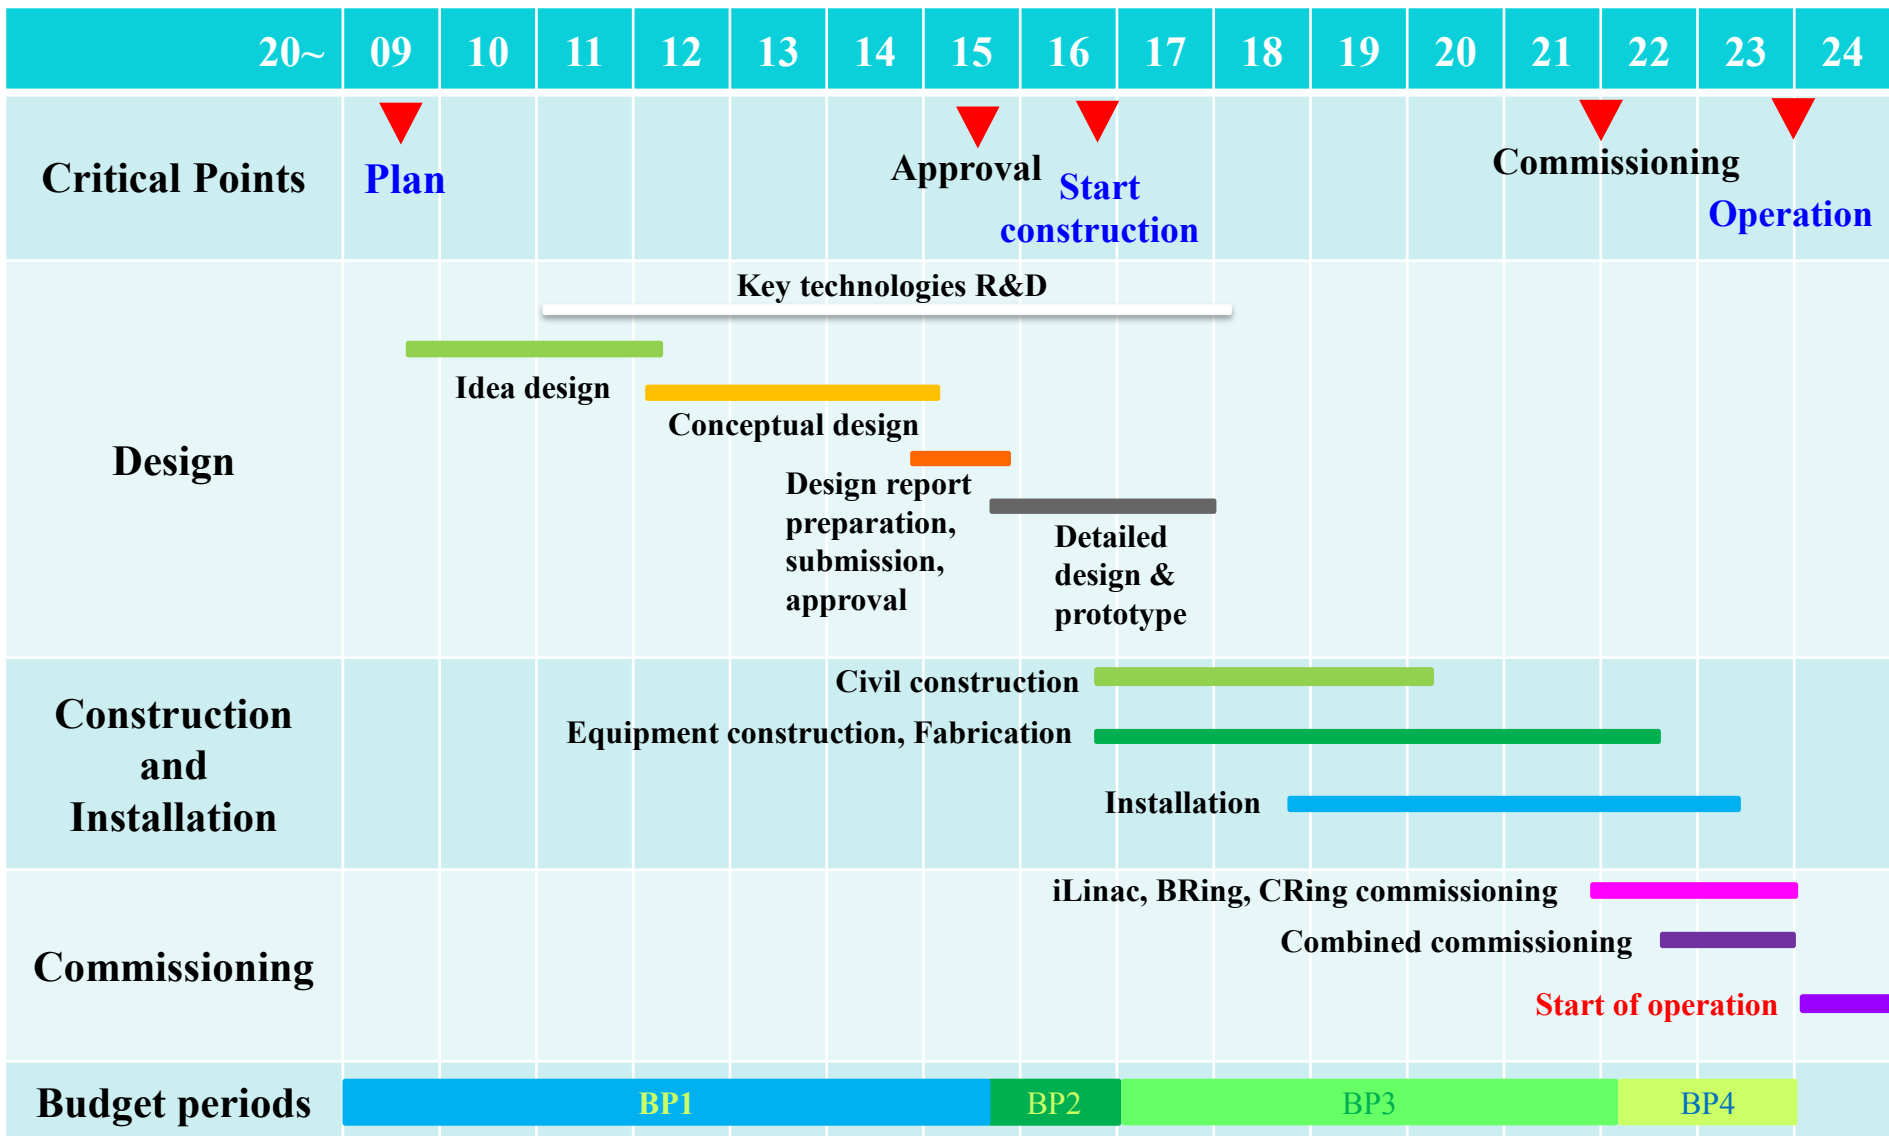 20~ 09 10 11 12 13 14 15 16 17 18 19 20 21 22 23 24
Critical Points
Plan
Approval
Start
construction
Commissioning
Operation
Design
Key technologies R&D
Idea design
Conceptual design
Design report
preparation,
submission,
approval
Detailed
design &
prototype
Construction
and
Installation
Civil construction
Equipment construction, Fabrication
Installation
Commissioning
iLinac, BRing, CRing commissioning
Combined commissioning
Start of operation
Budget periods BP1 BP2 BP3 BP4